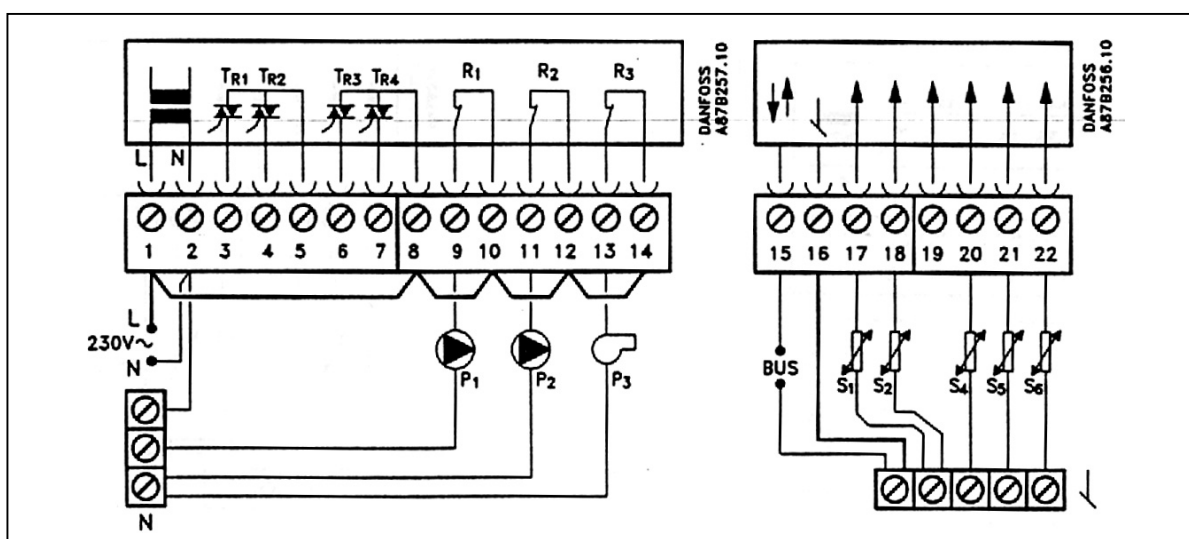 TR1 TR2 TR3 TR4 R1 R2 R3
L N
DANFOSS
A87B257.10
1 2 3 4 5 6 7 8 9 10 11 12 13 14
L
230V~
N
P1 P2 P3
N
DANFOSS
A87B256.10
15 16 17 18 19 20 21 22
BUS
S1 S2 S4 S5 S6